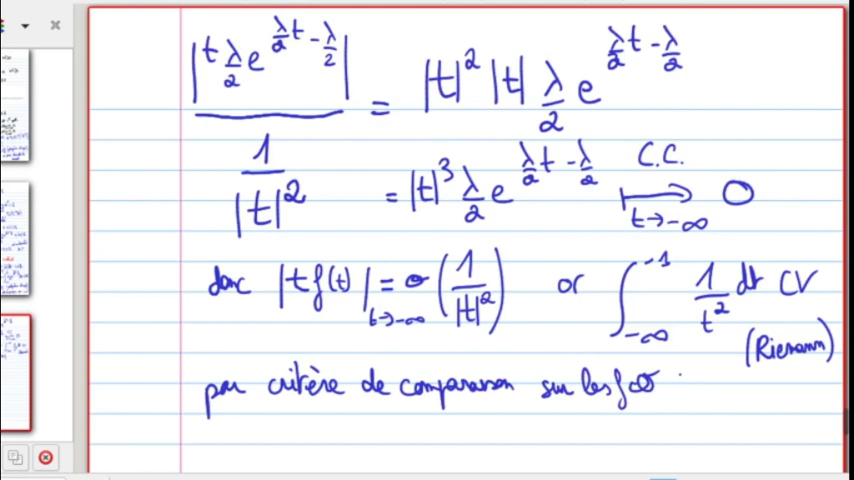 |t λ/2 e^(λ/2 t - λ/2)| / (1/|t|²) = |t|² |t| λ/2 e^(λ/2 t - λ/2)
= |t|³ λ/2 e^(λ/2 t - λ/2) C.C. ⟼ t→-∞ 0
donc |t f(t)| = o t→-∞ (1/|t|²) or ∫_{-∞}^{-1} 1/t² dt CV
(Riemann)
par critère de comparaison sur les fct